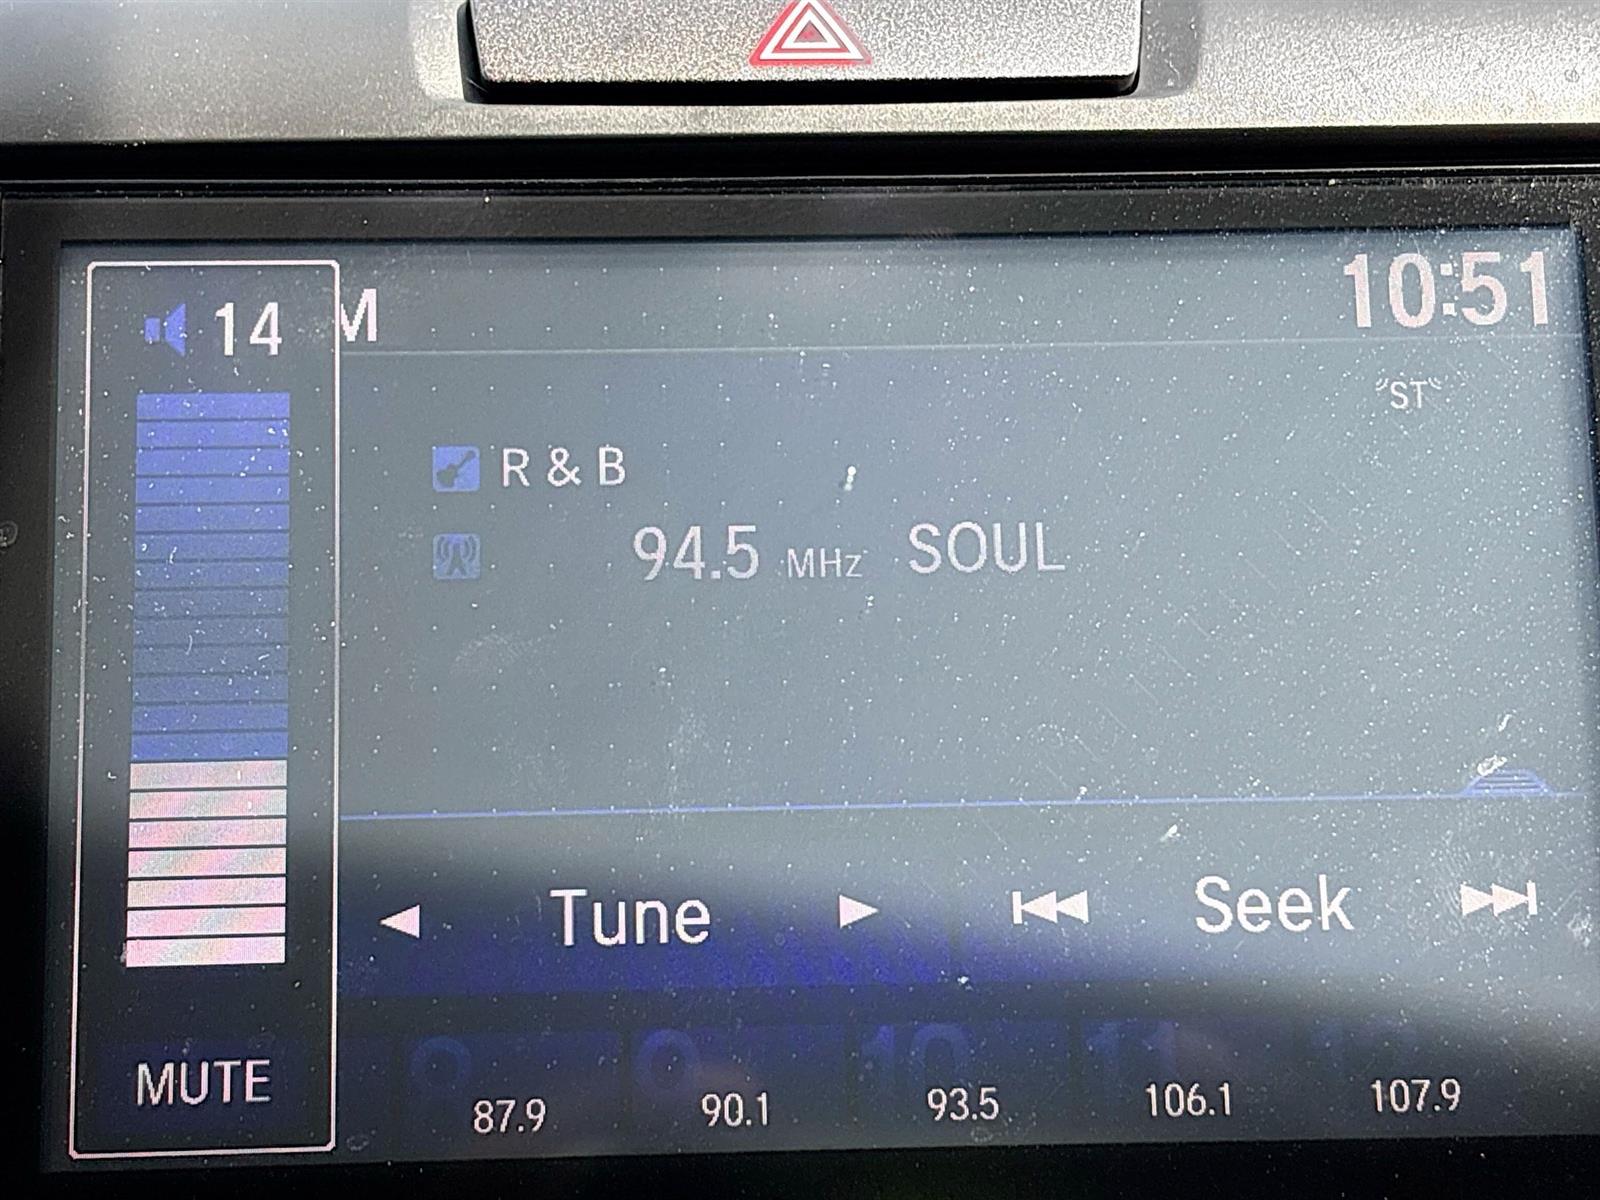 14
M
10:51
"ST"
R & B
94.5 MHz SOUL
Tune
Seek
MUTE
87.9
90.1
93.5
106.1
107.9